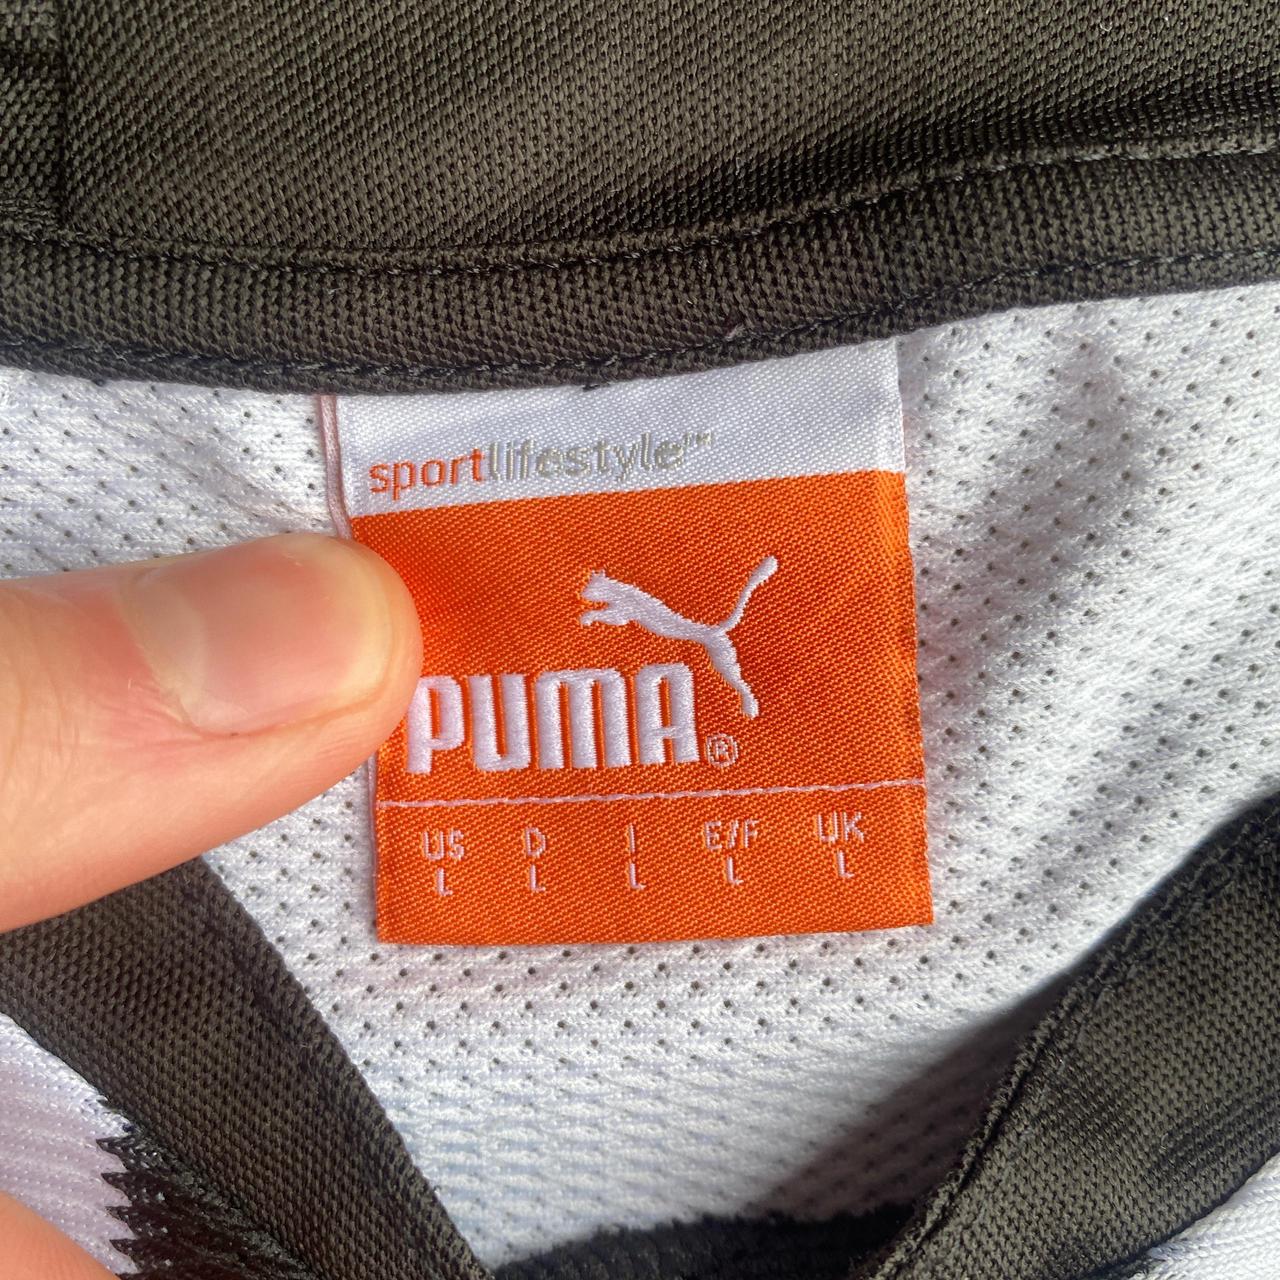 sportlifestyle™
PUMA®
US D I E/F UK
L L L L L